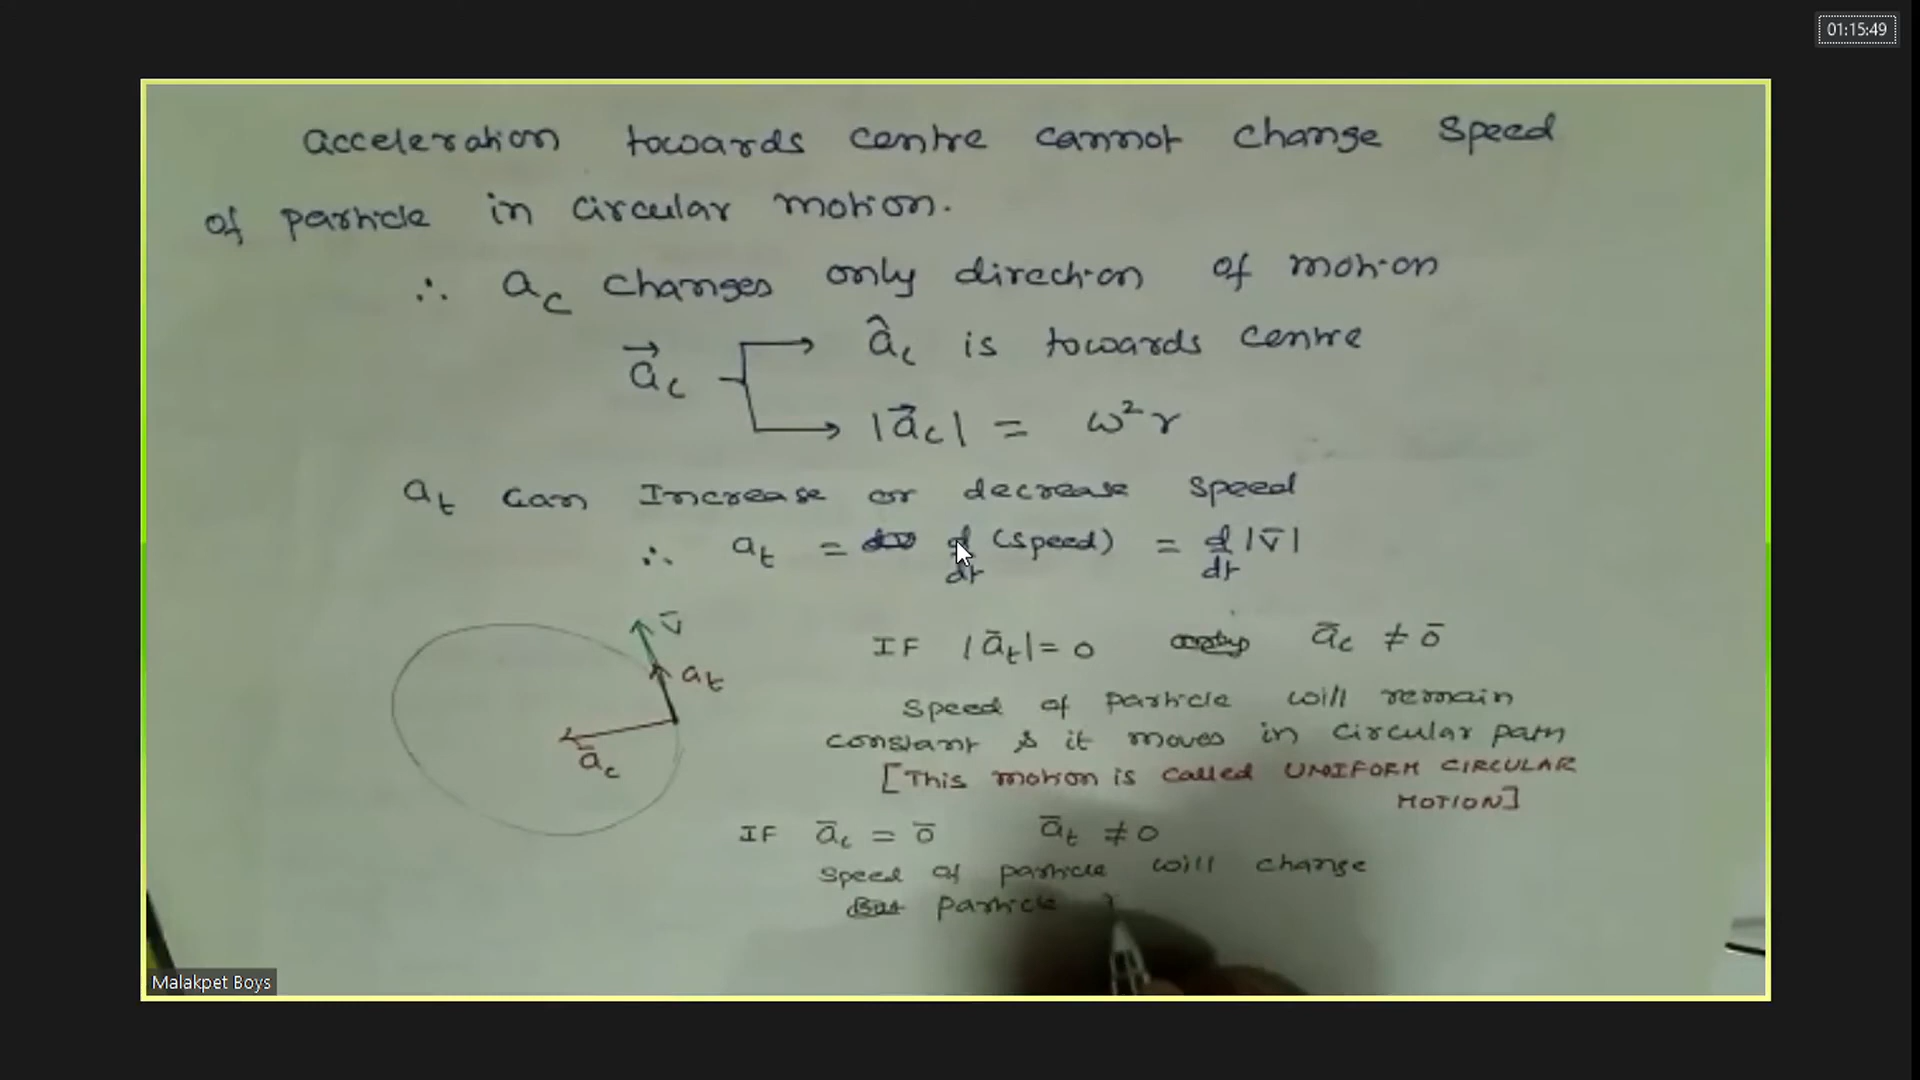 01:15:49
acceleration towards centre cannot change speed
of particle in circular motion.
∴ a_c changes only direction of motion
→a_c → â_c is towards centre
→ |→a_c| = ω²r
a_t can Increase or decrease speed
∴ a_t = d/dt (speed) = d/dt |v̄|
v̄
a_t
ā_c
IF |ā_t| = 0 ā_c ≠ ō
speed of particle will remain
constant & it moves in circular path
[This motion is called UNIFORM CIRCULAR
MOTION]
IF ā_c = ō ā_t ≠ 0
speed of particle will change
But particle
Malakpet Boys